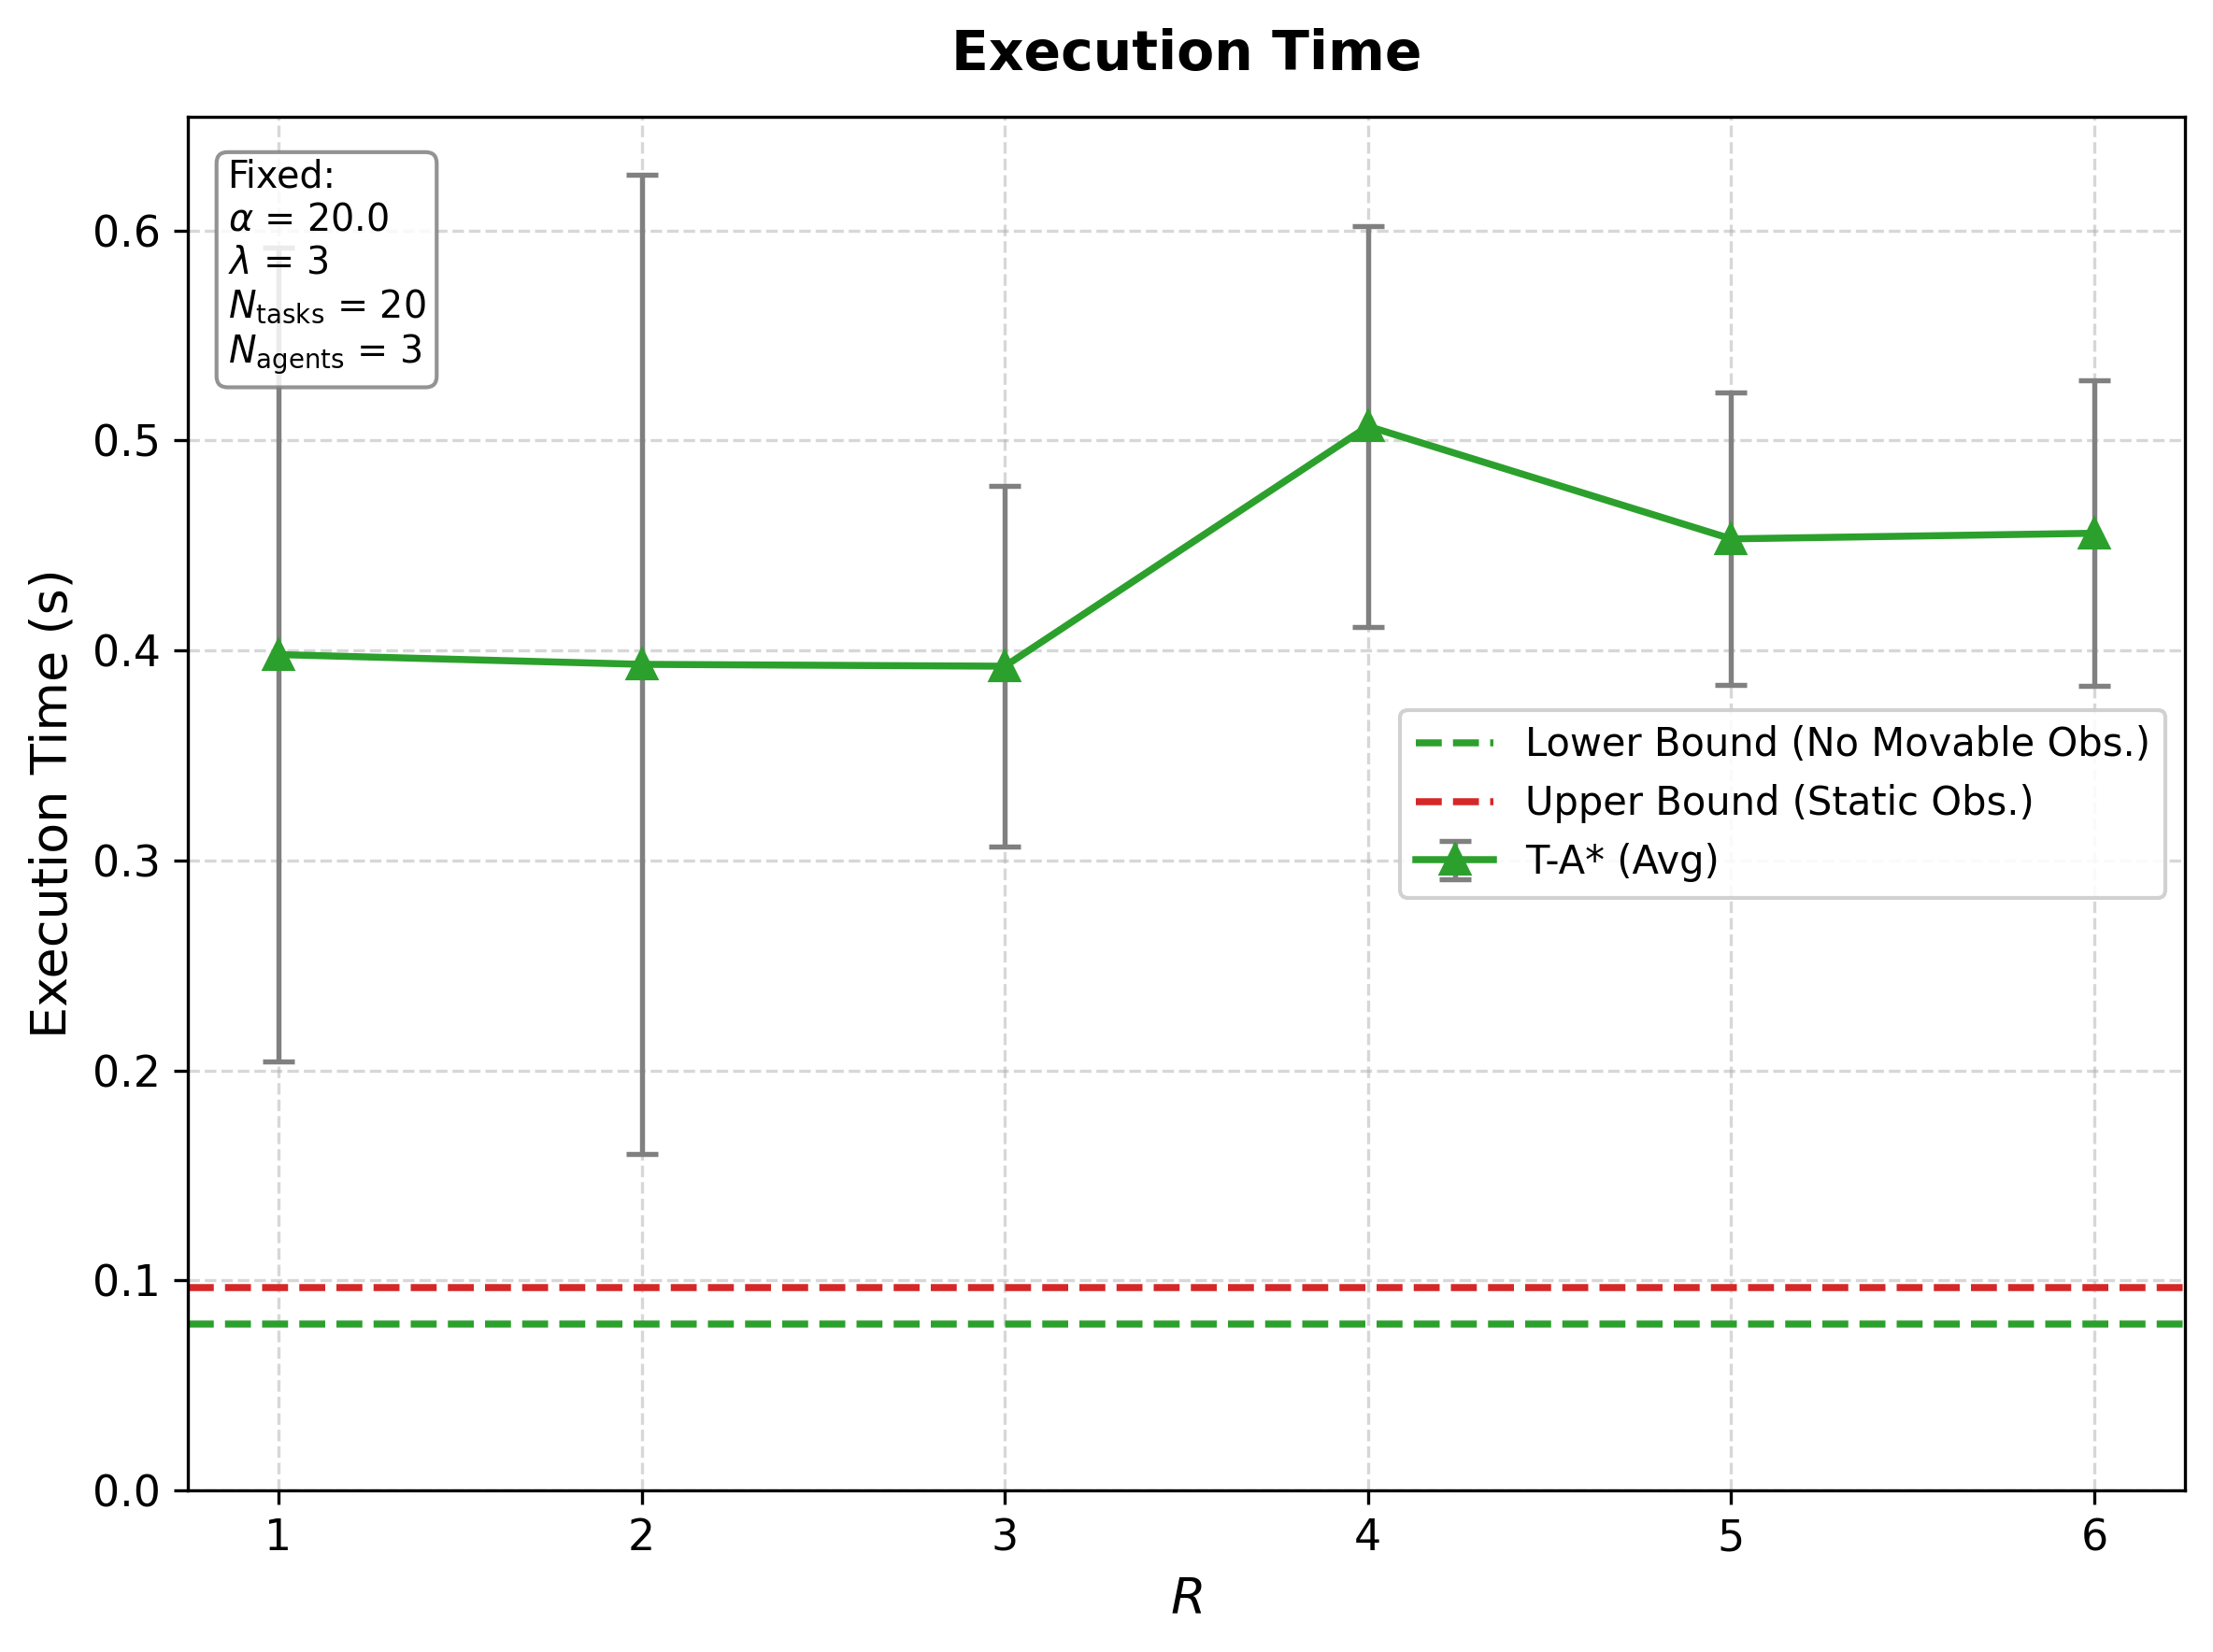 Execution Time
Fixed:
α = 20.0
λ = 3
N_tasks = 20
N_agents = 3
Execution Time (s)
0.6
0.5
0.4
0.3
0.2
0.1
0.0
Lower Bound (No Movable Obs.)
Upper Bound (Static Obs.)
T-A* (Avg)
1 2 3 4 5 6
R